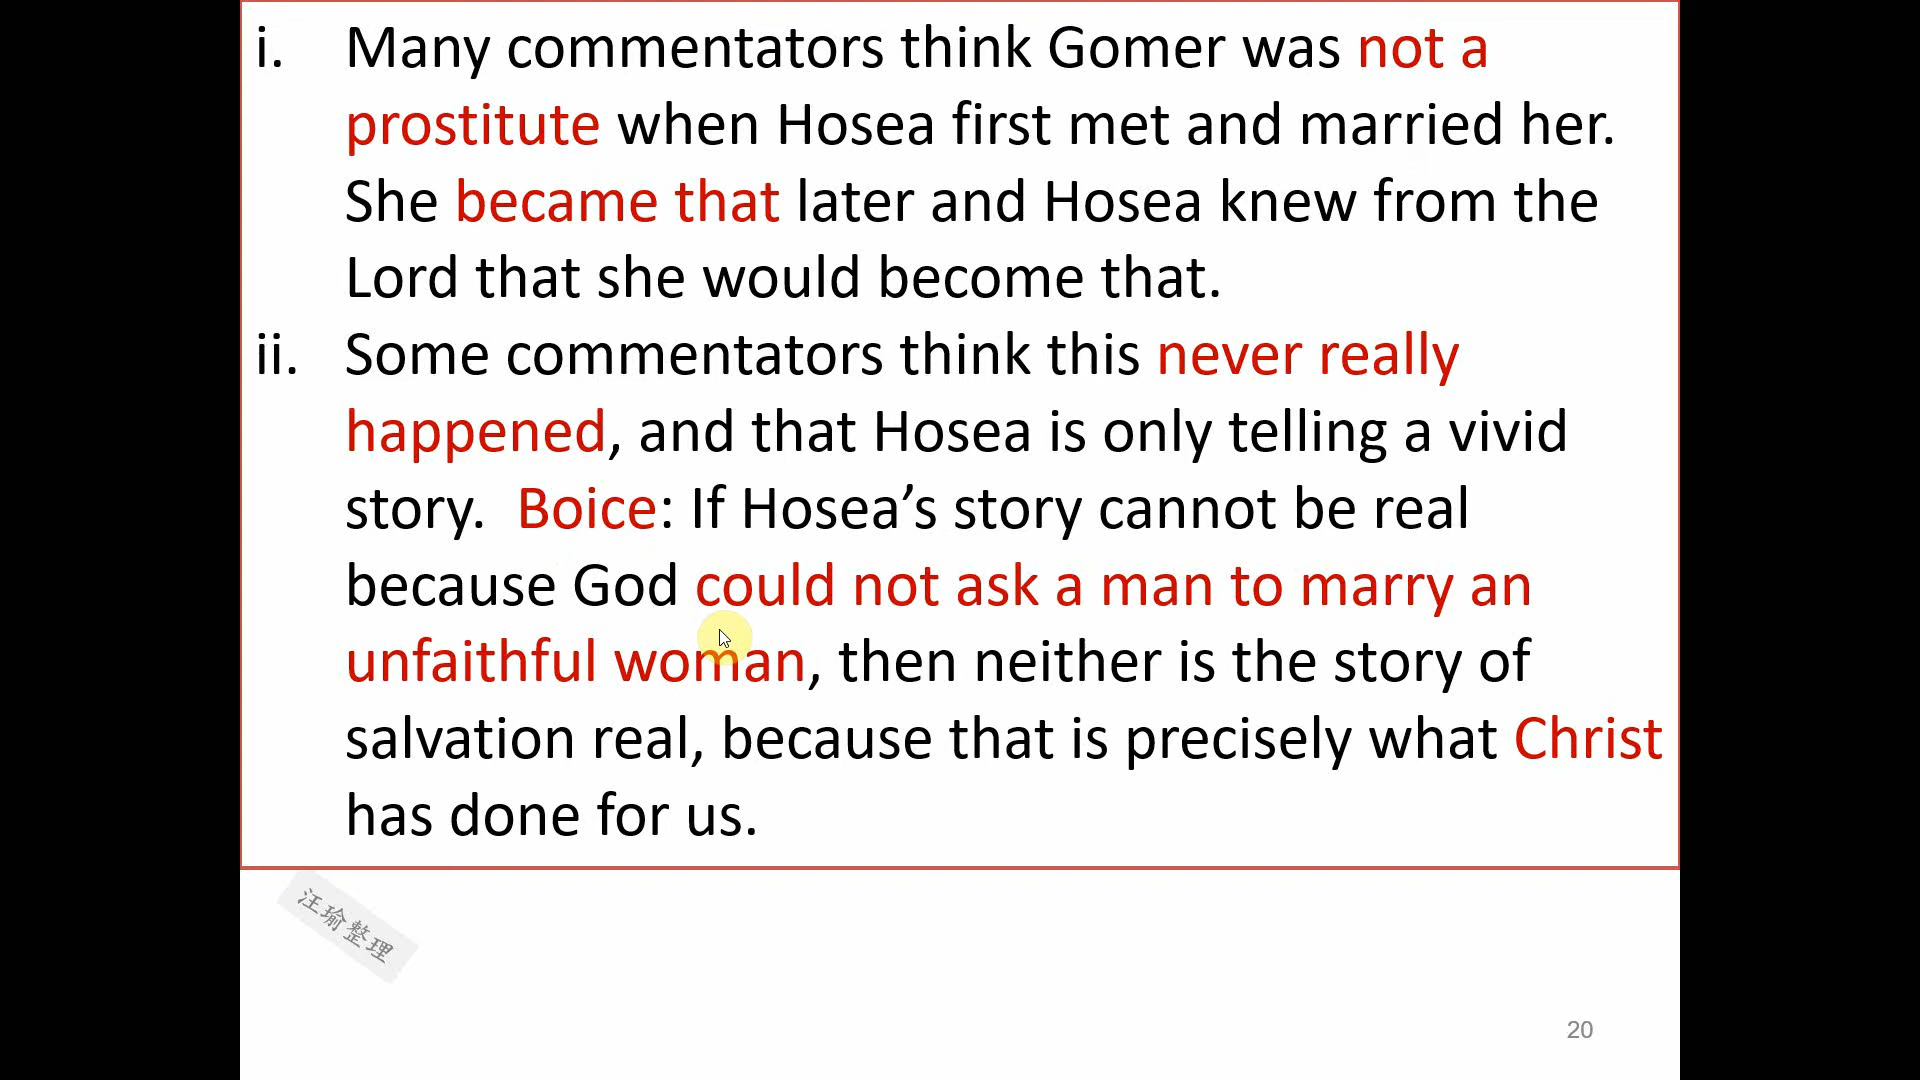 i. Many commentators think Gomer was not a
prostitute when Hosea first met and married her.
She became that later and Hosea knew from the
Lord that she would become that.
ii. Some commentators think this never really
happened, and that Hosea is only telling a vivid
story. Boice: If Hosea’s story cannot be real
because God could not ask a man to marry an
unfaithful woman, then neither is the story of
salvation real, because that is precisely what Christ
has done for us.
汪瑜整理
20